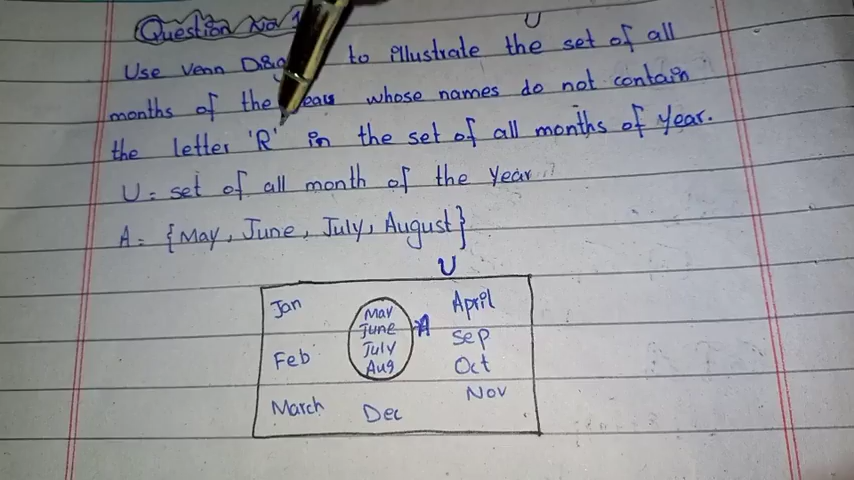 Question No 1
U
Use Venn to illustrate the set of all
months of the whose names do not contain
the letter 'R' in the set of all months of Year.
U = set of all month of the Year
A = {May, June, July, August}
U
Jan May April
June A Sep
Feb July Oct
Aug
March Dec Nov